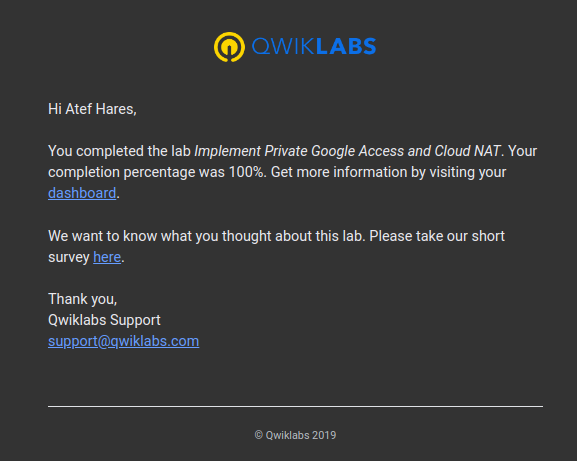 QWIKLABS
Hi Atef Hares,
You completed the lab Implement Private Google Access and Cloud NAT. Your
completion percentage was 100%. Get more information by visiting your
dashboard.
We want to know what you thought about this lab. Please take our short
survey here.
Thank you,
Qwiklabs Support
support@qwiklabs.com
© Qwiklabs 2019